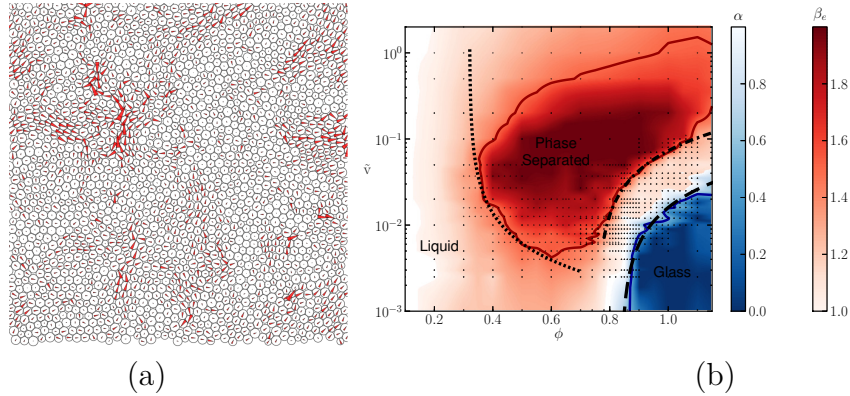 α
β_e
10^0
10^{-1}
10^{-2}
10^{-3}
ṽ
Phase
Separated
Liquid
Glass
0.2
0.4
0.6
0.8
1.0
ϕ
0.8
0.6
0.4
0.2
0.0
1.8
1.6
1.4
1.2
1.0
(a)
(b)